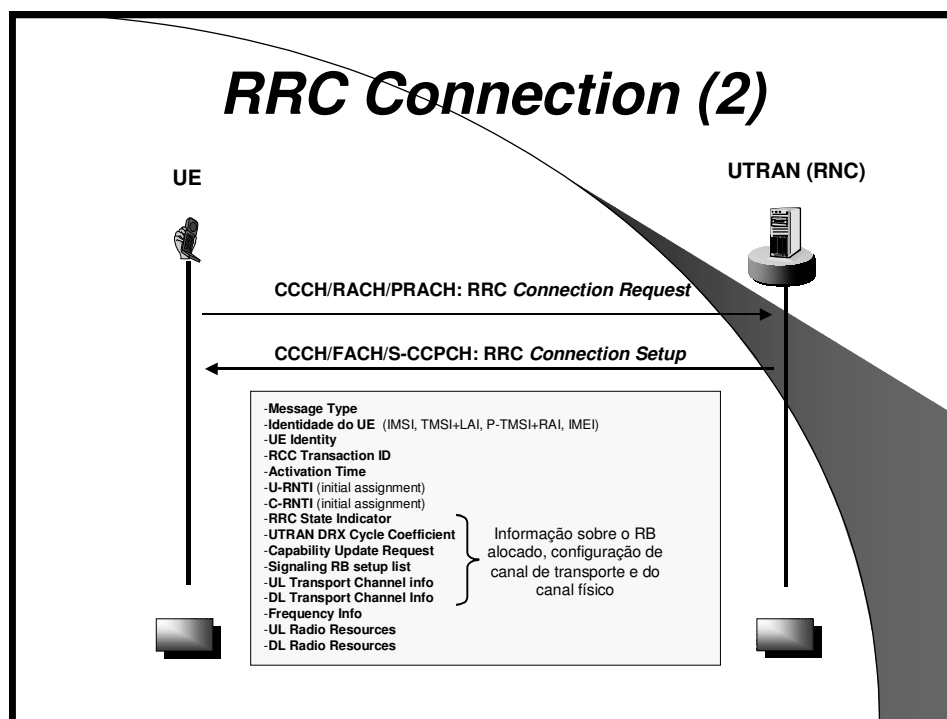 RRC Connection (2)
UE
UTRAN (RNC)
CCCH/RACH/PRACH: RRC Connection Request
CCCH/FACH/S-CCPCH: RRC Connection Setup
-Message Type
-Identidade do UE (IMSI, TMSI+LAI, P-TMSI+RAI, IMEI)
-UE Identity
-RCC Transaction ID
-Activation Time
-U-RNTI (initial assignment)
-C-RNTI (initial assignment)
-RRC State Indicator
-UTRAN DRX Cycle Coefficient
-Capability Update Request
-Signaling RB setup list
-UL Transport Channel info
-DL Transport Channel Info
-Frequency Info
-UL Radio Resources
-DL Radio Resources
Informação sobre o RB
alocado, configuração de
canal de transporte e do
canal físico